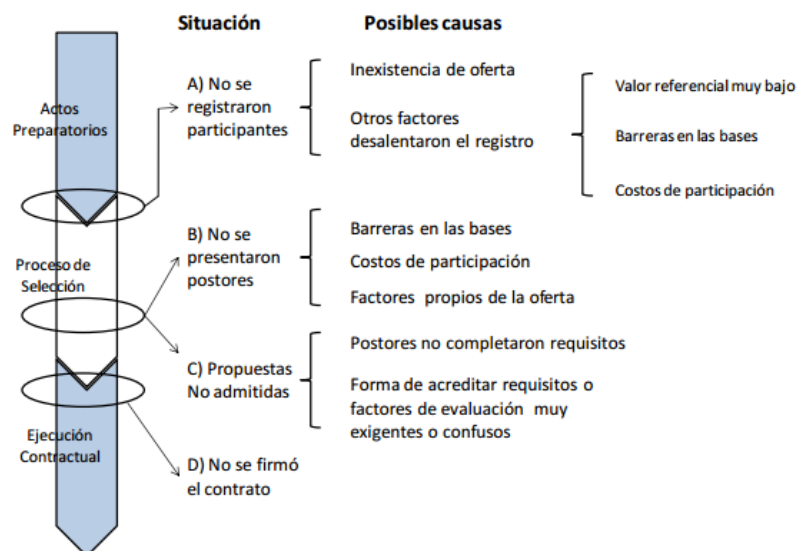 Situación
Posibles causas
Actos
Preparatorios
A) No se
registraron
participantes
Inexistencia de oferta
Otros factores
desalentaron el registro
Valor referencial muy bajo
Barreras en las bases
Costos de participación
Proceso de
Selección
B) No se
presentaron
postores
Barreras en las bases
Costos de participación
Factores propios de la oferta
C) Propuestas
No admitidas
Postores no completaron requisitos
Forma de acreditar requisitos o
factores de evaluación muy
exigentes o confusos
Ejecución
Contractual
D) No se firmó
el contrato